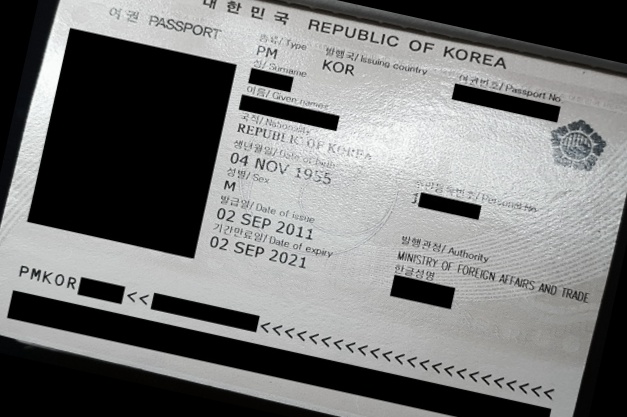 대한민국 REPUBLIC OF KOREA
여권 PASSPORT
종류/ Type 발행국/ Issuing country 여권번호/ Passport No.
PM KOR
성/ Surname
이름/ Given names
국적/ Nationality
REPUBLIC OF KOREA
생년월일/ Date of birth
04 NOV 1955
성별/ Sex 주민등록번호/ Personal No.
M
발급일/ Date of issue
02 SEP 2011
발행관청/ Authority
MINISTRY OF FOREIGN AFFAIRS AND TRADE
기간만료일/ Date of expiry
02 SEP 2021
한글성명
PMKOR << <<<<<<<<<<<<<<<<<<<<<<<<<<<<